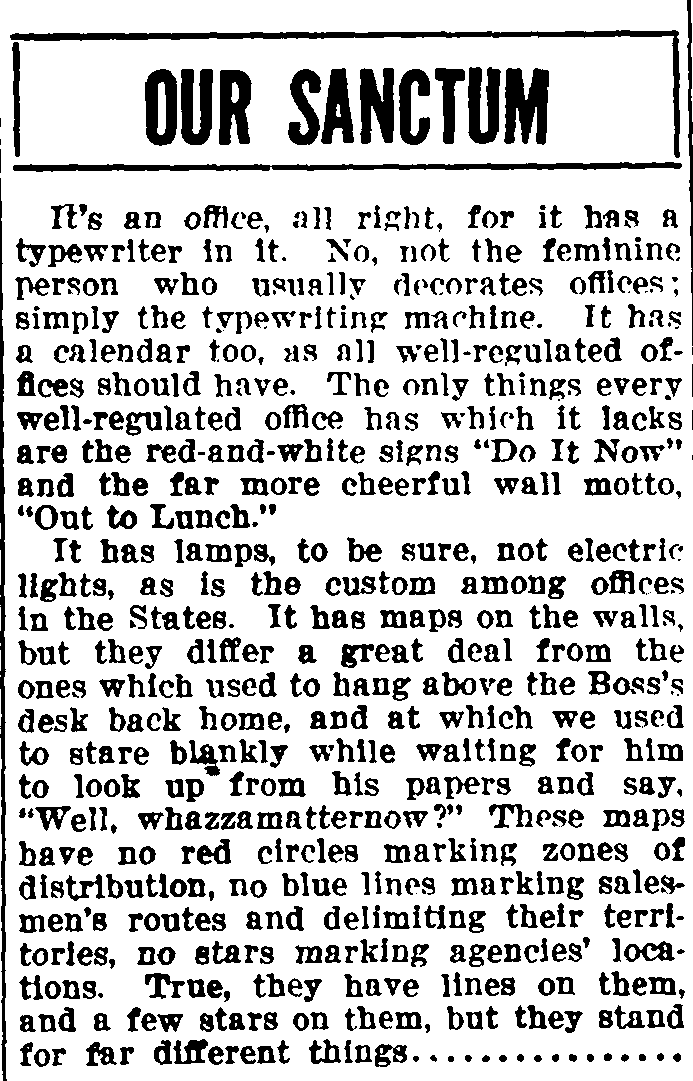 OUR SANCTUM
It's an office, all right, for it has a
typewriter in it. No, not the feminine
person who usually decorates offices;
simply the typewriting machine. It has
a calendar too, as all well-regulated of-
fices should have. The only things every
well-regulated office has which it lacks
are the red-and-white signs "Do It Now"
and the far more cheerful wall motto,
"Out to Lunch."
It has lamps, to be sure, not electric
lights, as is the custom among offices
in the States. It has maps on the walls,
but they differ a great deal from the
ones which used to hang above the Boss's
desk back home, and at which we used
to stare blankly while waiting for him
to look up from his papers and say,
"Well, whazzamatternow?" These maps
have no red circles marking zones of
distribution, no blue lines marking sales-
men's routes and delimiting their terri-
tories, no stars marking agencies' loca-
tions. True, they have lines on them,
and a few stars on them, but they stand
for far different things................